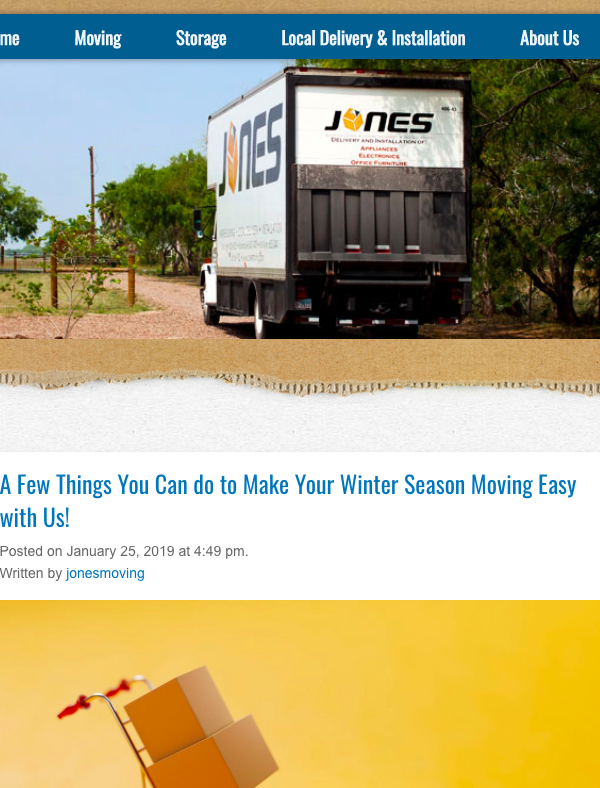 me Moving Storage Local Delivery & Installation About Us
JONES
JONES
DELIVERY AND INSTALLATION OF:
APPLIANCES
ELECTRONICS
OFFICE FURNITURE
A Few Things You Can do to Make Your Winter Season Moving Easy
with Us!
Posted on January 25, 2019 at 4:49 pm.
Written by jonesmoving